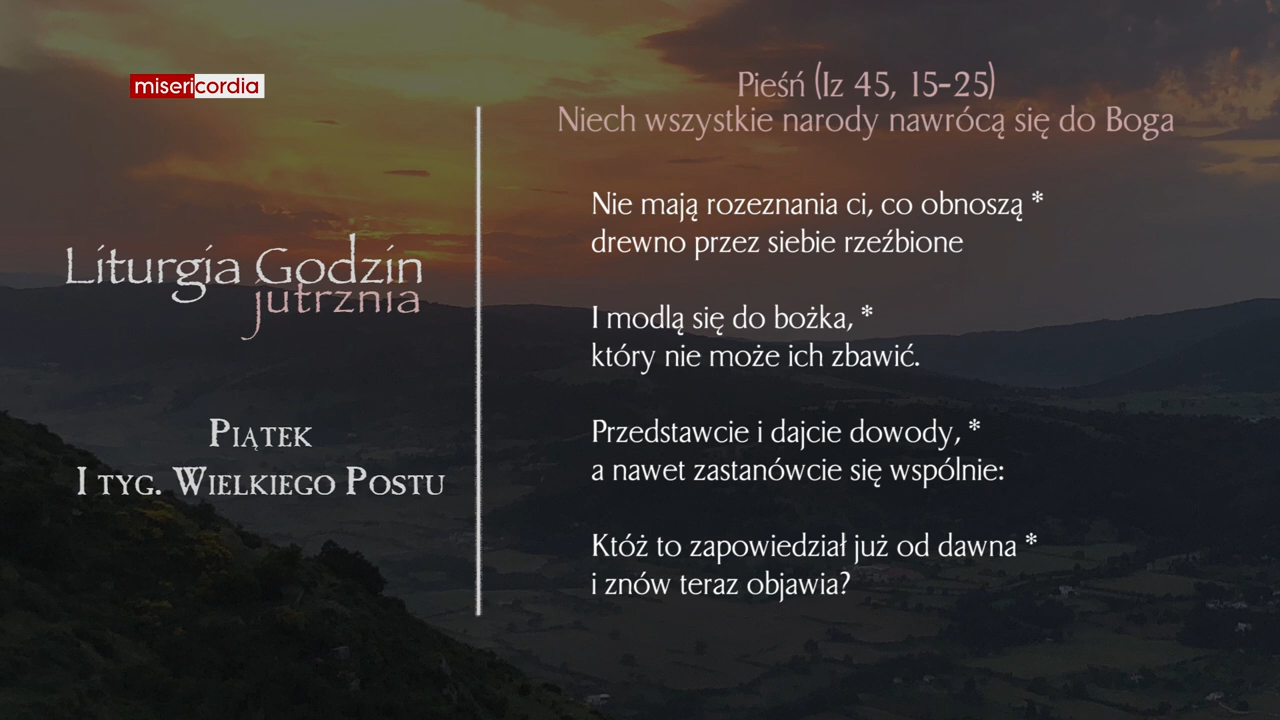 misericordia
Liturgia Godzin
jutrznia
Piątek
I tyg. Wielkiego Postu
Pieśń (Iz 45, 15-25)
Niech wszystkie narody nawrócą się do Boga
Nie mają rozeznania ci, co obnoszą *
drewno przez siebie rzeźbione
I modlą się do bożka, *
który nie może ich zbawić.
Przedstawcie i dajcie dowody, *
a nawet zastanówcie się wspólnie:
Któż to zapowiedział już od dawna *
i znów teraz objawia?